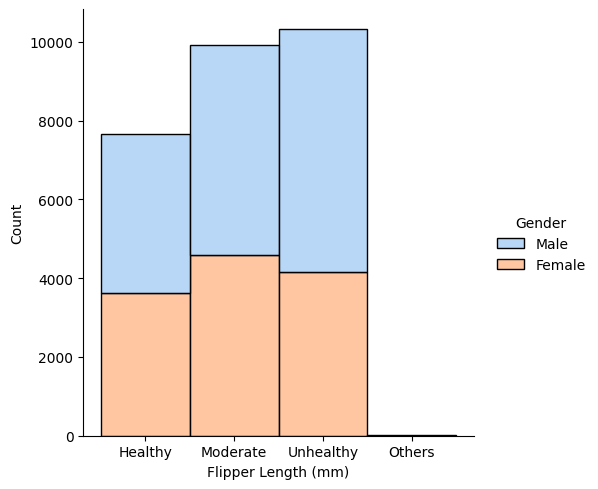 10000
8000
6000
4000
2000
0
Count
Healthy Moderate Unhealthy Others
Flipper Length (mm)
Gender
Male
Female